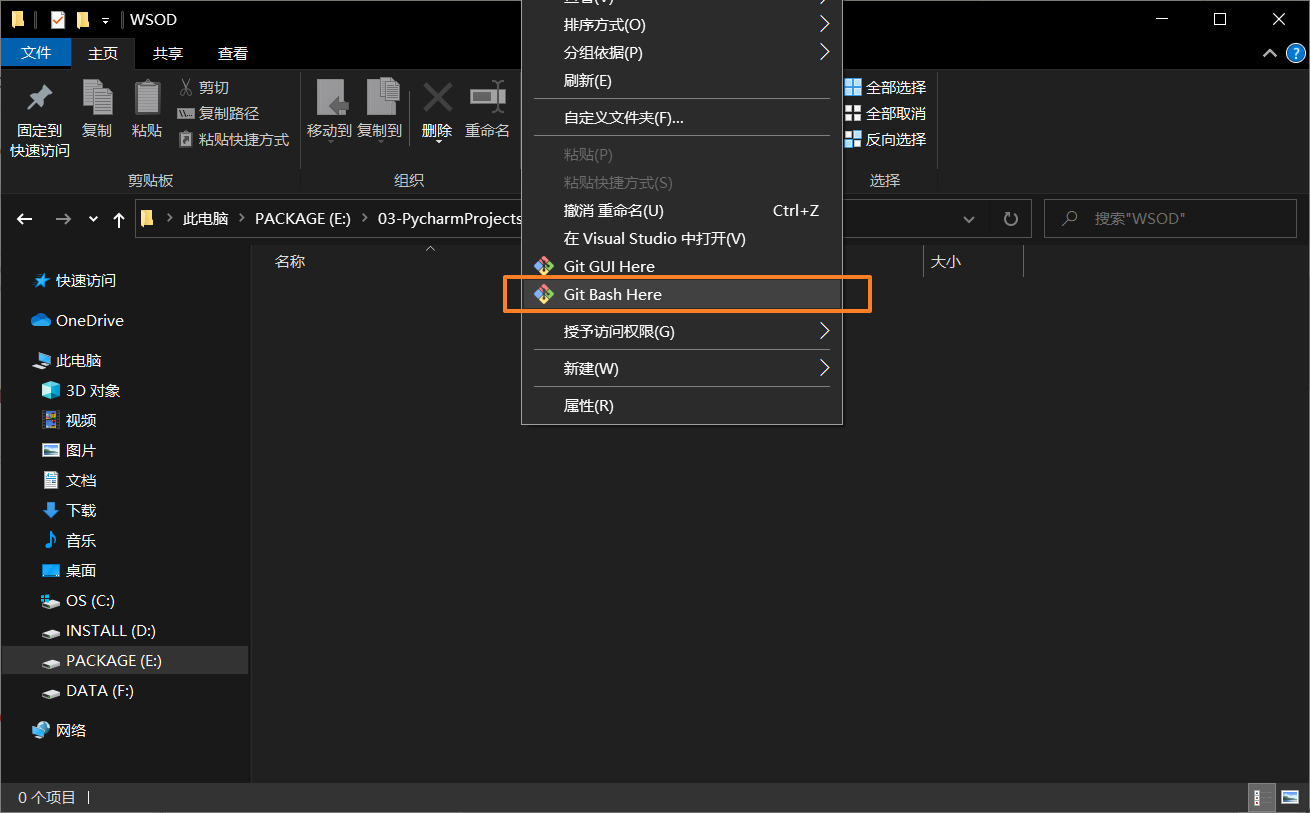 WSOD
文件 主页 共享 查看
固定到
快速访问
复制
粘贴
剪切
复制路径
粘贴快捷方式
剪贴板
移动到
复制到
删除
重命名
组织
全部选择
全部取消
反向选择
选择
此电脑 PACKAGE (E:) 03-PycharmProjects
搜索"WSOD"
名称
大小
快速访问
OneDrive
此电脑
3D 对象
视频
图片
文档
下载
音乐
桌面
OS (C:)
INSTALL (D:)
PACKAGE (E:)
DATA (F:)
网络
排序方式(O)
分组依据(P)
刷新(E)
自定义文件夹(F)...
粘贴(P)
粘贴快捷方式(S)
撤消 重命名(U) Ctrl+Z
在 Visual Studio 中打开(V)
Git GUI Here
Git Bash Here
授予访问权限(G)
新建(W)
属性(R)
0 个项目